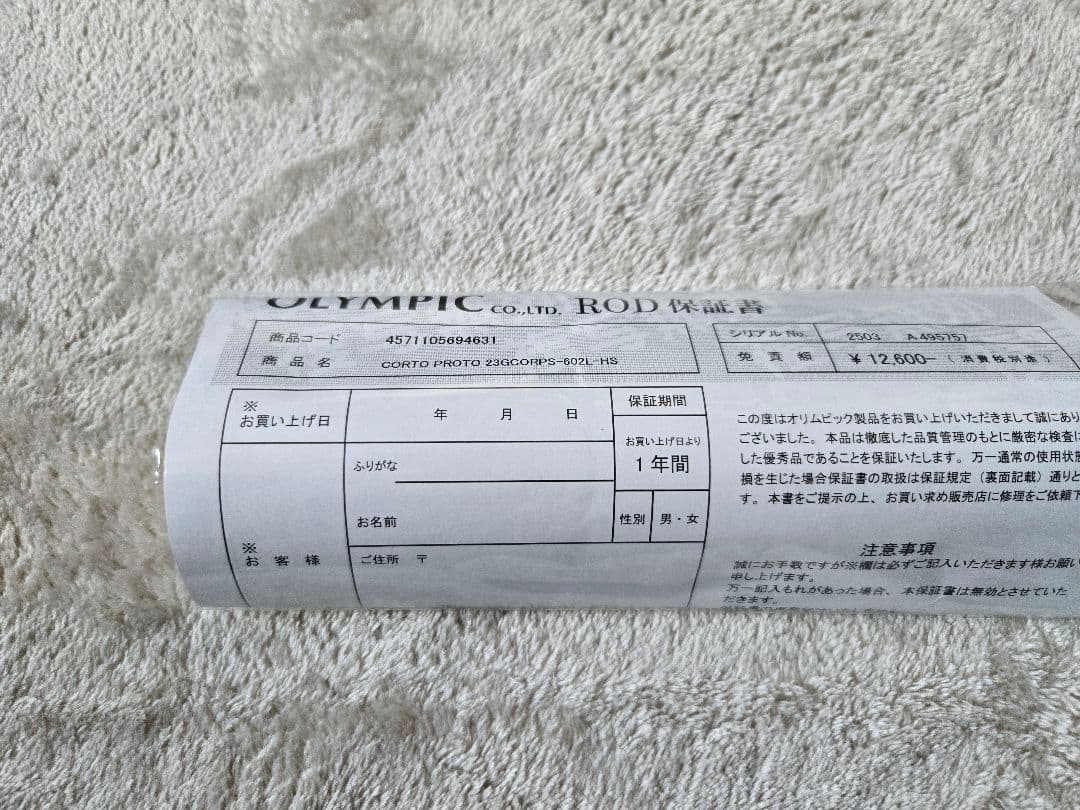 OLYMPIC CO.,LTD. ROD 保証書
商品コード 4571105694631
商品名 CORTO PROTO 23GCORPS-602L-HS
シリアルNo. 2503 A495757
免責額 ¥12,600-(消費税別途)
※
お買い上げ日
年 月 日
保証期間
お買い上げ日より
1年間
ふりがな
お名前
性別 男・女
※
お客様
ご住所 〒
この度はオリムピック製品をお買い上げいただきまして誠にあり
ございました。本品は徹底した品質管理のもとに厳密な検査に
した優秀品であることを保証いたします。万一通常の使用状態
損を生じた場合保証書の取扱は保証規定(裏面記載)通りと
す。本書をご提示の上、お買い求め販売店に修理をご依頼下
注意事項
誠にお手数ですが※欄は必ずご記入いただきます様お願い
申し上げます。
万一記入もれがあった場合、本保証書は無効とさせていた
だきます。